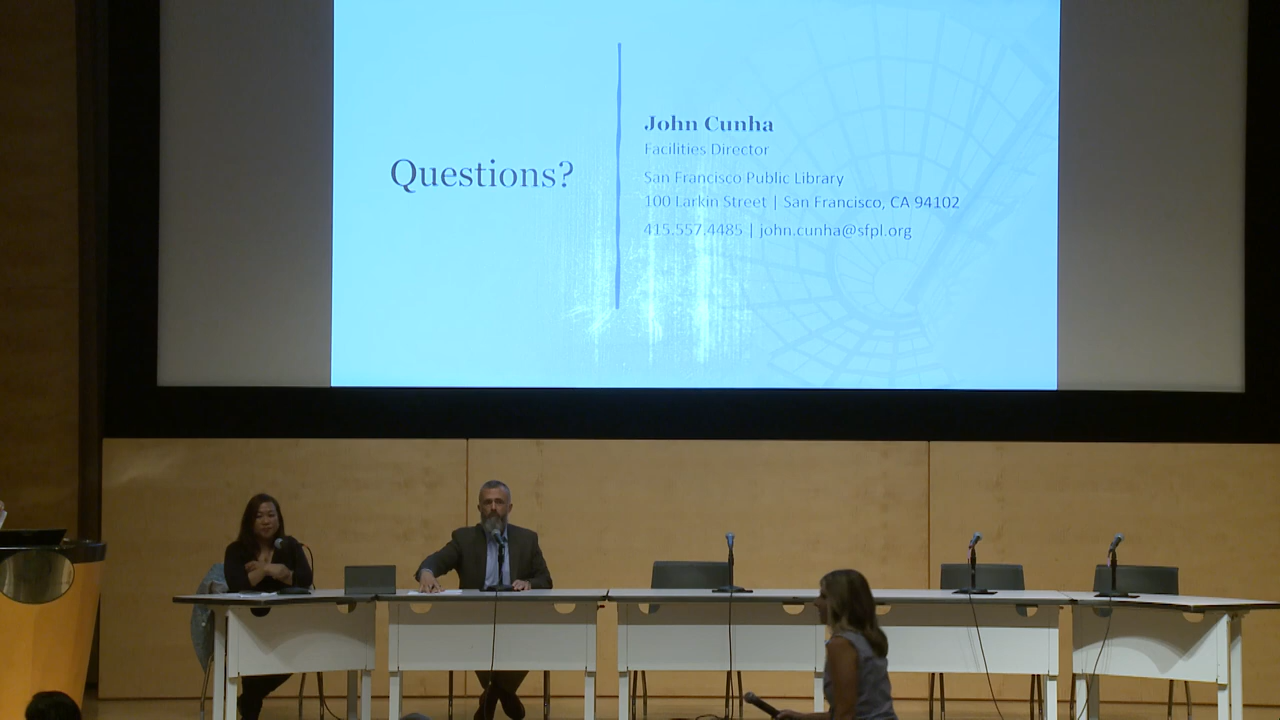 Questions?
John Cunha
Facilities Director
San Francisco Public Library
100 Larkin Street | San Francisco, CA 94102
415.557.4485 | john.cunha@sfpl.org